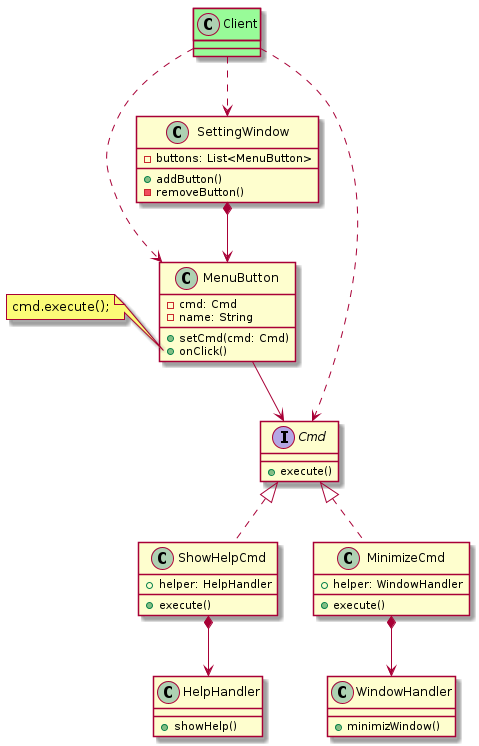 C Client
C SettingWindow
buttons: List<MenuButton>
addButton()
removeButton()
C MenuButton
cmd: Cmd
name: String
setCmd(cmd: Cmd)
onClick()
cmd.execute();
I Cmd
execute()
C ShowHelpCmd
helper: HelpHandler
execute()
C MinimizeCmd
helper: WindowHandler
execute()
C HelpHandler
showHelp()
C WindowHandler
minimizWindow()